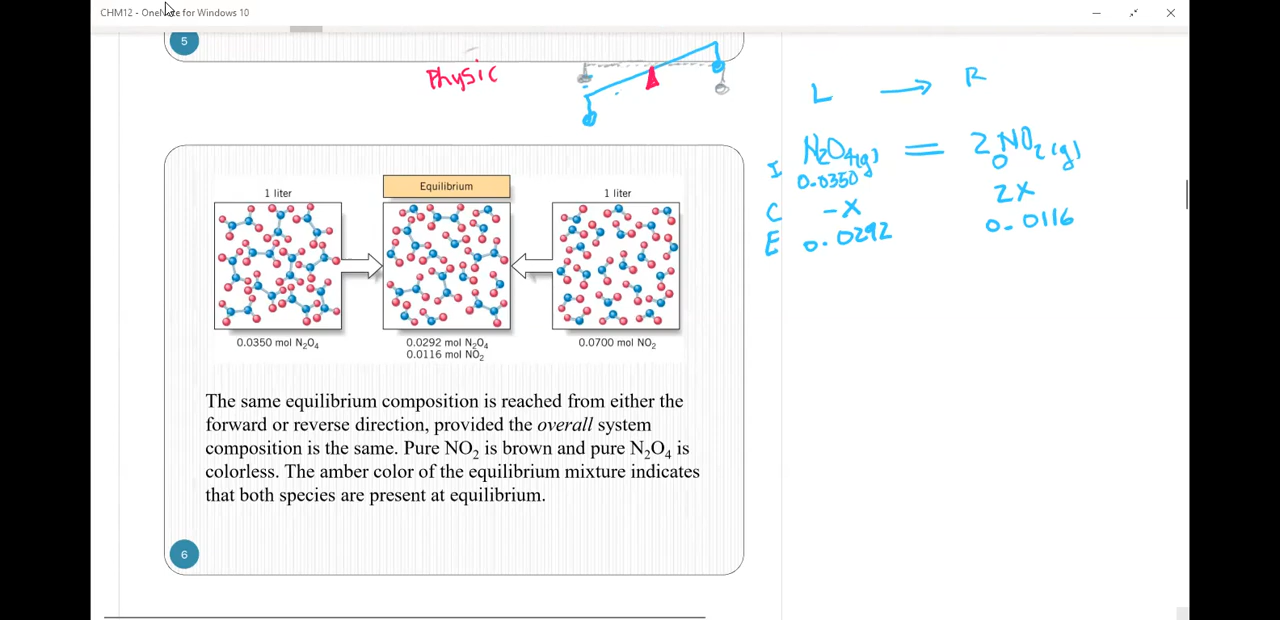 CHM12 - OneNote for Windows 10
5
Physic
L → R
N₂O₄(g) = 2NO₂(g)
I 0.0350 0
C -x 2x
E 0.0292 0.0116
1 liter
Equilibrium
1 liter
0.0350 mol N₂O₄
0.0292 mol N₂O₄
0.0116 mol NO₂
0.0700 mol NO₂
The same equilibrium composition is reached from either the
forward or reverse direction, provided the overall system
composition is the same. Pure NO₂ is brown and pure N₂O₄ is
colorless. The amber color of the equilibrium mixture indicates
that both species are present at equilibrium.
6